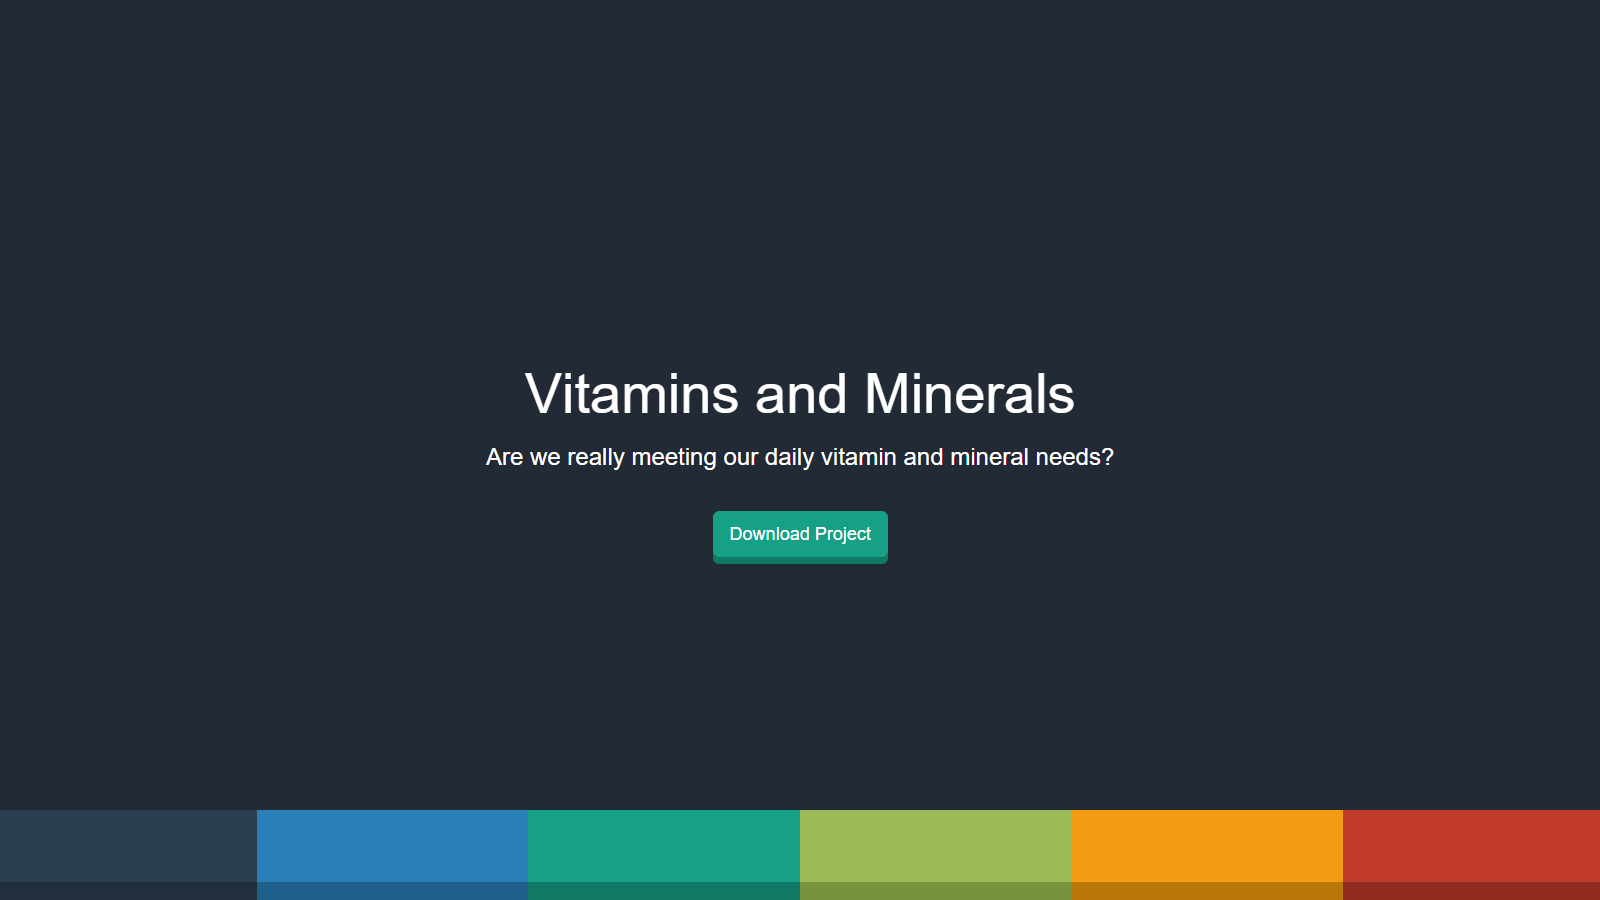 Vitamins and Minerals
Are we really meeting our daily vitamin and mineral needs?
Download Project